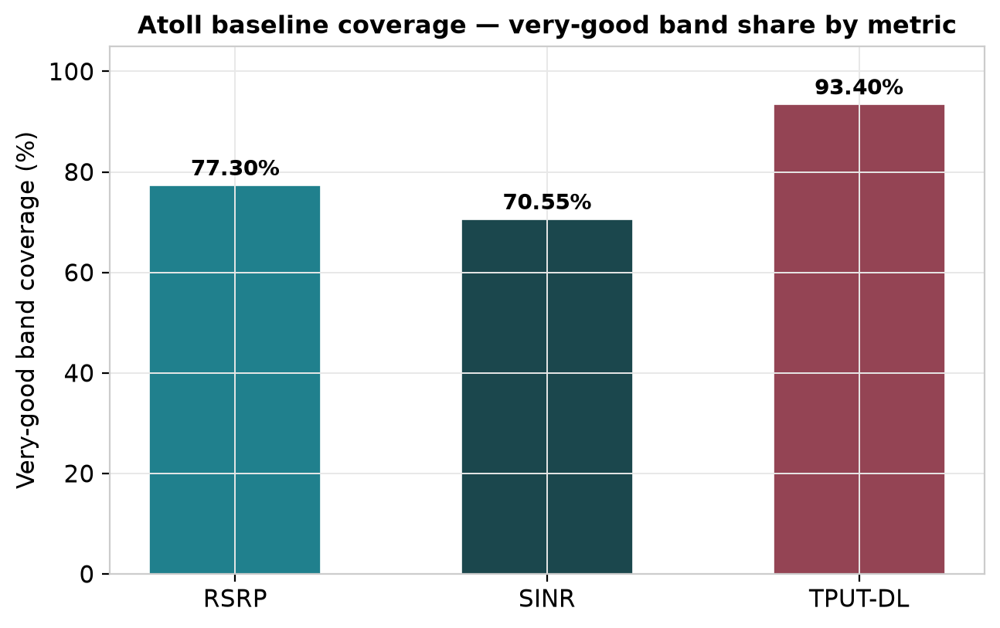 Atoll baseline coverage — very-good band share by metric
Very-good band coverage (%)
100
80
60
40
20
0
77.30%
70.55%
93.40%
RSRP
SINR
TPUT-DL